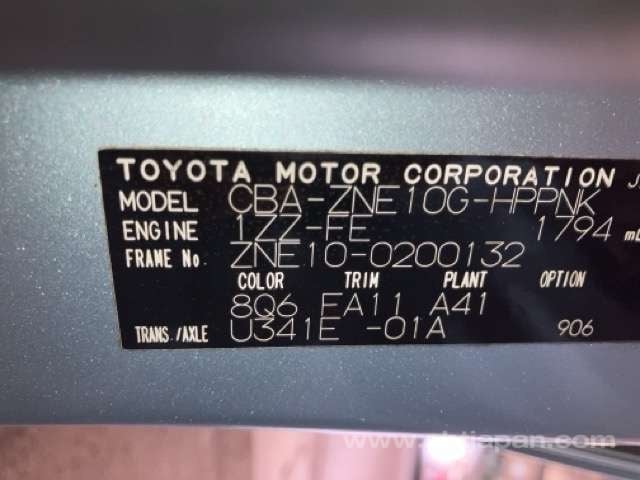 TOYOTA MOTOR CORPORATION J
MODEL CBA-ZNE10G-HPPNK
ENGINE 1ZZ-FE 1794 mL
FRAME No. ZNE10-0200132
COLOR TRIM PLANT OPTION
8Q6 FA11 A41
TRANS./AXLE U341E -01A 906